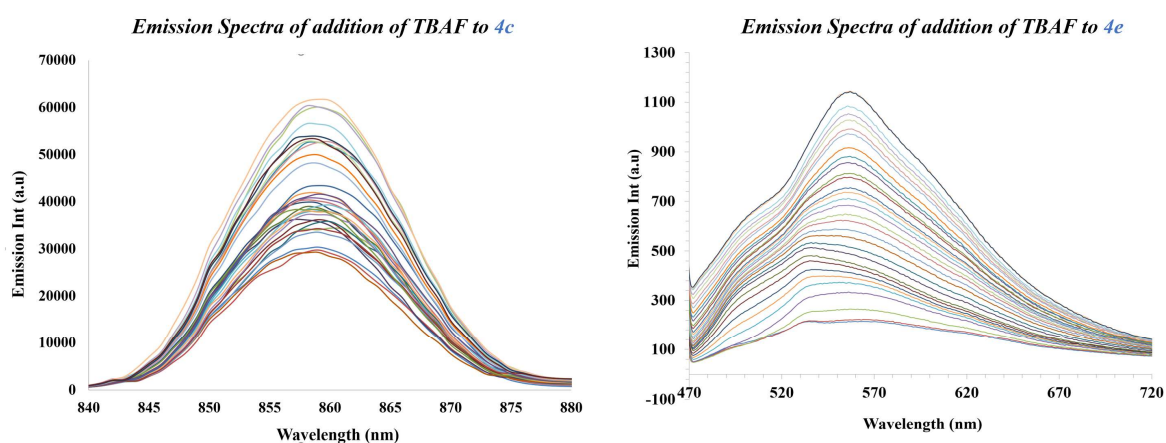 Emission Spectra of addition of TBAF to 4c
70000
60000
50000
40000
30000
20000
10000
0
840 845 850 855 860 865 870 875 880
Emission Int (a.u)
Wavelength (nm)
Emission Spectra of addition of TBAF to 4e
1300
1100
900
700
500
300
100
-100
470 520 570 620 670 720
Emission Int (a.u)
Wavelength (nm)